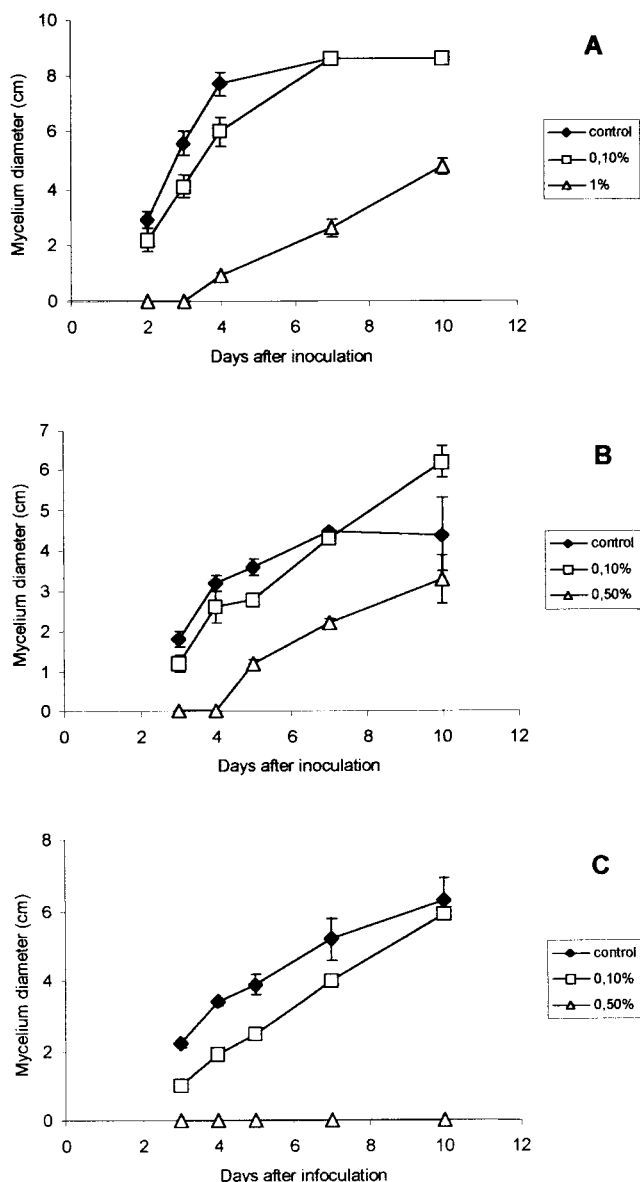 A
10
8
6
4
2
0
Mycelium diameter (cm)
0 2 4 6 8 10 12
Days after inoculation
control
0,10%
1%
B
7
6
5
4
3
2
1
0
Mycelium diameter (cm)
0 2 4 6 8 10 12
Days after inoculation
control
0,10%
0,50%
C
8
6
4
2
0
Mycelium diameter (cm)
0 2 4 6 8 10 12
Days after infoculation
control
0,10%
0,50%